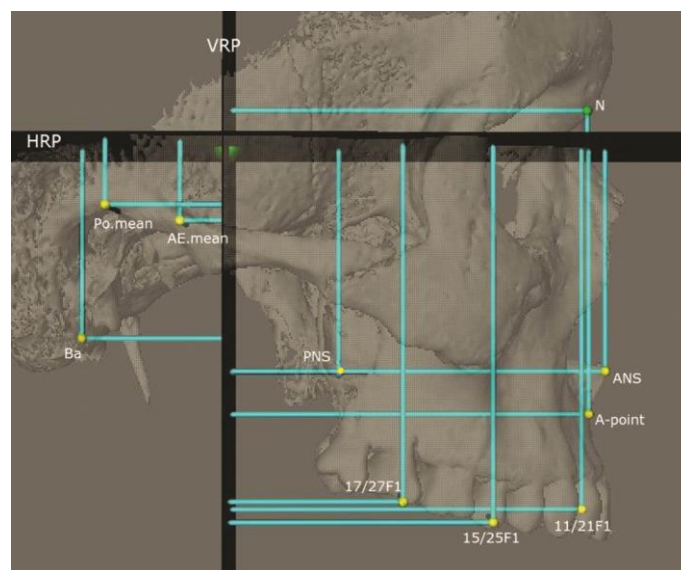 VRP
N
HRP
Po.mean
AE.mean
Ba
PNS
ANS
A-point
17/27F1
11/21F1
15/25F1